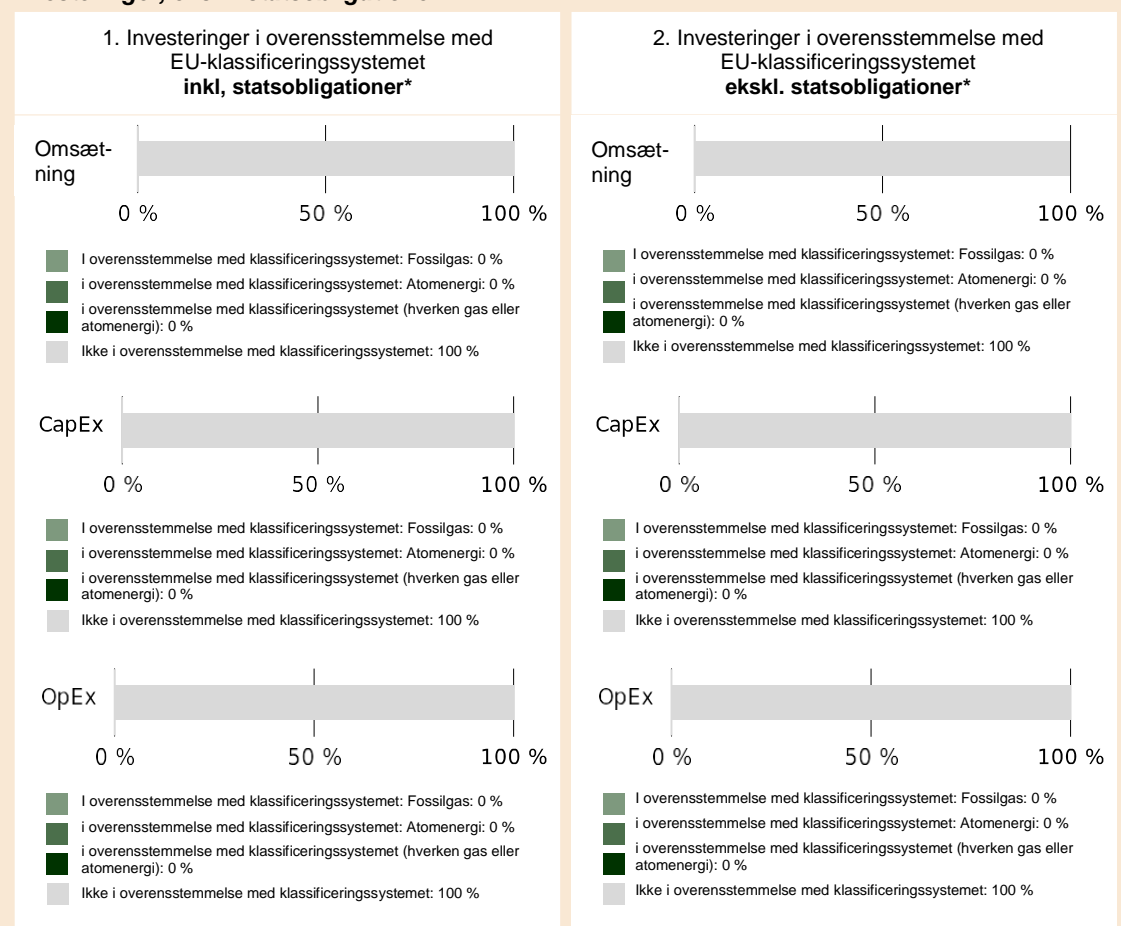 1. Investeringer i overensstemmelse med
EU-klassificeringssystemet
inkl, statsobligationer*
Omsæt-
ning
0 %
50 %
100 %
I overensstemmelse med klassificeringssystemet: Fossilgas: 0 %
i overensstemmelse med klassificeringssystemet: Atomenergi: 0 %
i overensstemmelse med klassificeringssystemet (hverken gas eller
atomenergi): 0 %
Ikke i overensstemmelse med klassificeringssystemet: 100 %
CapEx
0 %
50 %
100 %
I overensstemmelse med klassificeringssystemet: Fossilgas: 0 %
i overensstemmelse med klassificeringssystemet: Atomenergi: 0 %
i overensstemmelse med klassificeringssystemet (hverken gas eller
atomenergi): 0 %
Ikke i overensstemmelse med klassificeringssystemet: 100 %
OpEx
0 %
50 %
100 %
I overensstemmelse med klassificeringssystemet: Fossilgas: 0 %
i overensstemmelse med klassificeringssystemet: Atomenergi: 0 %
i overensstemmelse med klassificeringssystemet (hverken gas eller
atomenergi): 0 %
Ikke i overensstemmelse med klassificeringssystemet: 100 %
2. Investeringer i overensstemmelse med
EU-klassificeringssystemet
ekskl. statsobligationer*
Omsæt-
ning
0 %
50 %
100 %
I overensstemmelse med klassificeringssystemet: Fossilgas: 0 %
i overensstemmelse med klassificeringssystemet: Atomenergi: 0 %
i overensstemmelse med klassificeringssystemet (hverken gas eller
atomenergi): 0 %
Ikke i overensstemmelse med klassificeringssystemet: 100 %
CapEx
0 %
50 %
100 %
I overensstemmelse med klassificeringssystemet: Fossilgas: 0 %
i overensstemmelse med klassificeringssystemet: Atomenergi: 0 %
i overensstemmelse med klassificeringssystemet (hverken gas eller
atomenergi): 0 %
Ikke i overensstemmelse med klassificeringssystemet: 100 %
OpEx
0 %
50 %
100 %
I overensstemmelse med klassificeringssystemet: Fossilgas: 0 %
i overensstemmelse med klassificeringssystemet: Atomenergi: 0 %
i overensstemmelse med klassificeringssystemet (hverken gas eller
atomenergi): 0 %
Ikke i overensstemmelse med klassificeringssystemet: 100 %